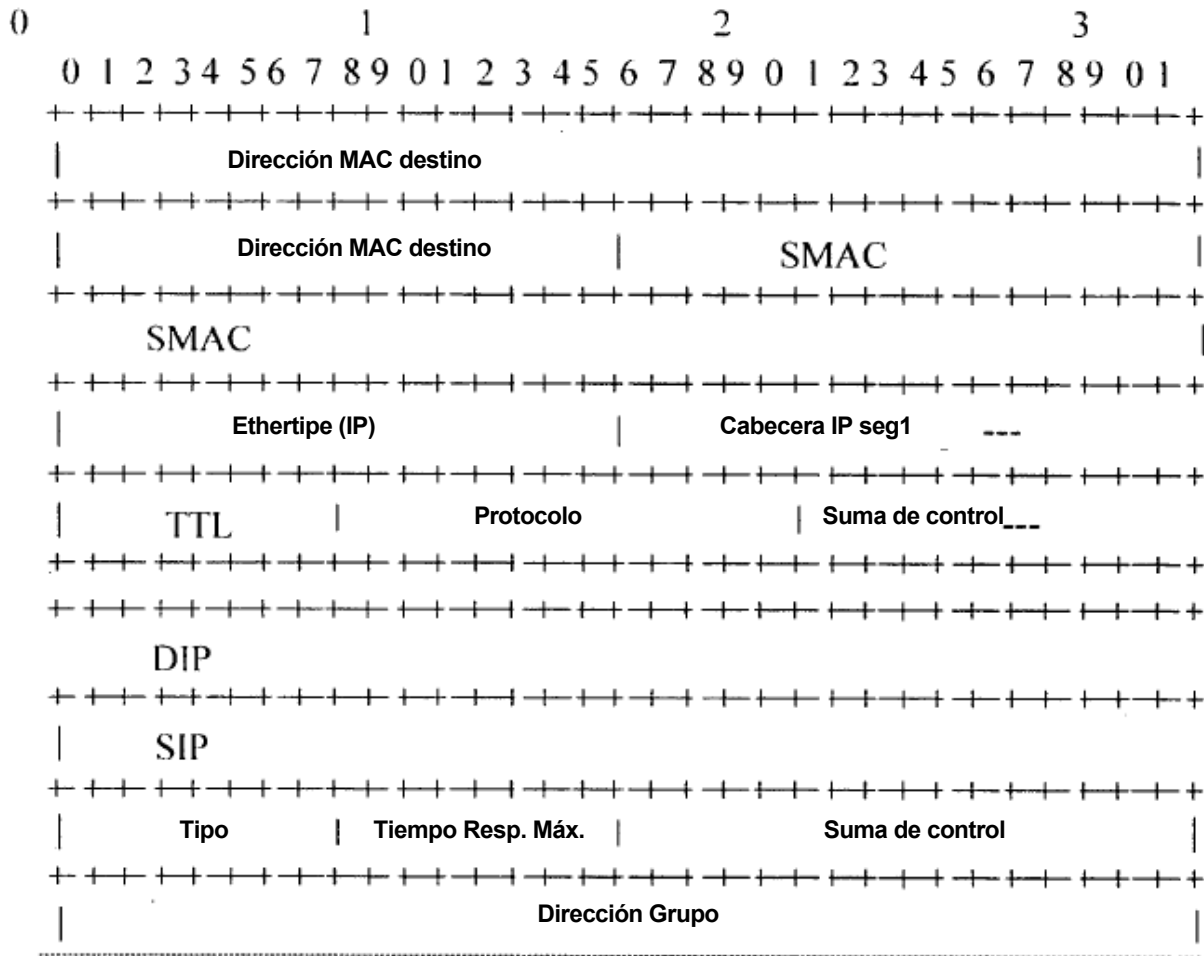 0 1 2 3
0 1 2 3 4 5 6 7 8 9 0 1 2 3 4 5 6 7 8 9 0 1 2 3 4 5 6 7 8 9 0 1
Dirección MAC destino
Dirección MAC destino SMAC
SMAC
Ethertipe (IP) Cabecera IP seg1 ---
TTL Protocolo Suma de control---
DIP
SIP
Tipo Tiempo Resp. Máx. Suma de control
Dirección Grupo